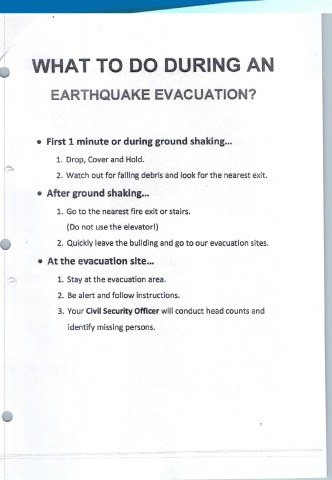 WHAT TO DO DURING AN
EARTHQUAKE EVACUATION?
• First 1 minute or during ground shaking...
1. Drop, Cover and Hold.
2. Watch out for falling debris and look for the nearest exit.
• After ground shaking...
1. Go to the nearest fire exit or stairs.
(Do not use the elevator!)
2. Quickly leave the building and go to our evacuation sites.
• At the evacuation site...
1. Stay at the evacuation area.
2. Be alert and follow instructions.
3. Your Civil Security Officer will conduct head counts and
identify missing persons.